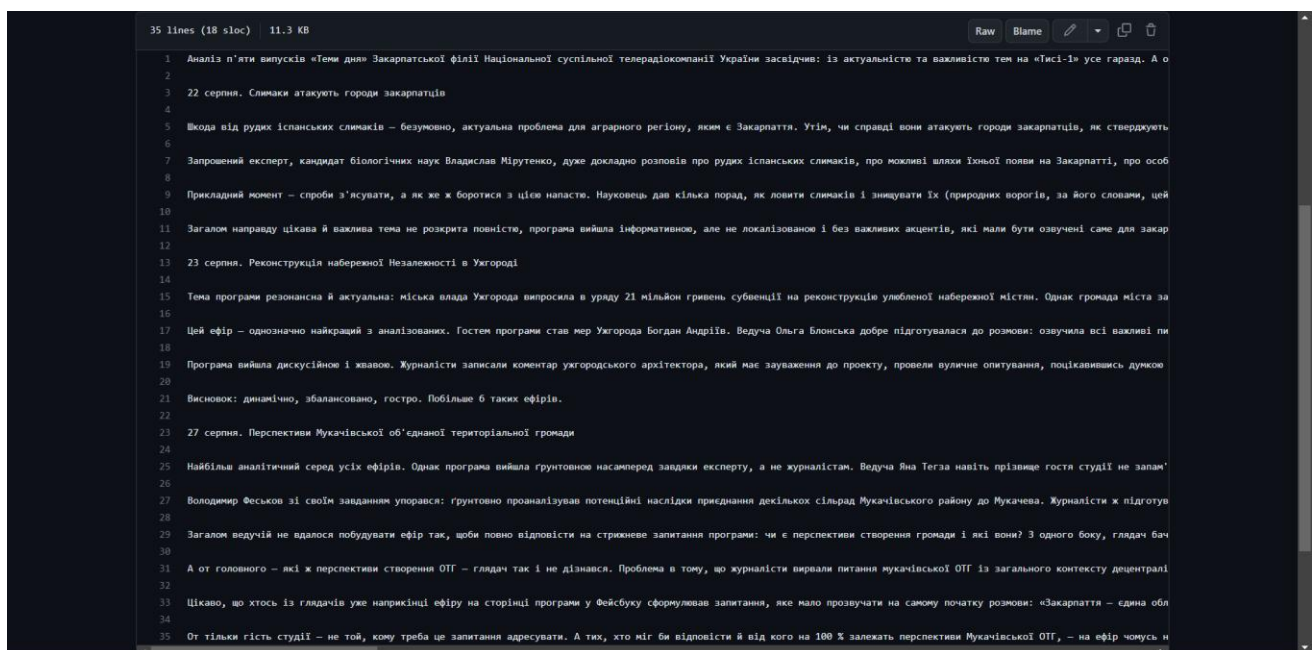 35 lines (18 sloc) 11.3 KB Raw Blame
1 Аналіз п'яти випусків «Теми дня» Закарпатської філії Національної суспільної телерадіокомпанії України засвідчив: із актуальністю та важливістю тем на «Тисі-1» усе гаразд. А о
2
3 22 серпня. Слимаки атакують городи закарпатців
4
5 Шкода від рудих іспанських слимаків — безумовно, актуальна проблема для аграрного регіону, яким є Закарпаття. Утім, чи справді вони атакують городи закарпатців, як стверджують
6
7 Запрошений експерт, кандидат біологічних наук Владислав Мірутенко, дуже докладно розповів про рудих іспанських слимаків, про можливі шляхи їхньої появи на Закарпатті, про особ
8
9 Прикладний момент — спроби з'ясувати, а як же ж боротися з цією напастю. Науковець дав кілька порад, як ловити слимаків і знищувати їх (природних ворогів, за його словами, цей
10
11 Загалом направду цікава й важлива тема не розкрита повністю, програма вийшла інформативною, але не локалізованою і без важливих акцентів, які мали бути озвучені саме для закар
12
13 23 серпня. Реконструкція набережної Незалежності в Ужгороді
14
15 Тема програми резонансна й актуальна: міська влада Ужгорода випросила в уряду 21 мільйон гривень субвенції на реконструкцію улюбленої набережної містян. Однак громада міста за
16
17 Цей ефір — однозначно найкращий з аналізованих. Гостем програми став мер Ужгорода Богдан Андріїв. Ведуча Ольга Блонська добре підготувалася до розмови: озвучила всі важливі пи
18
19 Програма вийшла дискусійною і жвавою. Журналісти записали коментар ужгородського архітектора, який має зауваження до проекту, провели вуличне опитування, поцікавившись думкою
20
21 Висновок: динамічно, збалансовано, гостро. Побільше б таких ефірів.
22
23 27 серпня. Перспективи Мукачівської об'єднаної територіальної громади
24
25 Найбільш аналітичний серед усіх ефірів. Однак програма вийшла ґрунтовною насамперед завдяки експерту, а не журналістам. Ведуча Яна Тегза навіть прізвище гостя студії не запам'
26
27 Володимир Феськов зі своїм завданням упорався: ґрунтовно проаналізував потенційні наслідки приєднання декількох сільрад Мукачівського району до Мукачева. Журналісти ж підготув
28
29 Загалом ведучій не вдалося побудувати ефір так, щоби повно відповісти на стрижневе запитання програми: чи є перспективи створення громади і які вони? З одного боку, глядач бач
30
31 А от головного — які ж перспективи створення ОТГ — глядач так і не дізнався. Проблема в тому, що журналісти вирвали питання мукачівської ОТГ із загального контексту децентралі
32
33 Цікаво, що хтось із глядачів уже наприкінці ефіру на сторінці програми у Фейсбуку сформулював запитання, яке мало прозвучати на самому початку розмови: «Закарпаття — єдина обл
34
35 От тільки гість студії — не той, кому треба це запитання адресувати. А тих, хто міг би відповісти й від кого на 100 % залежать перспективи Мукачівської ОТГ, — на ефір чомусь н